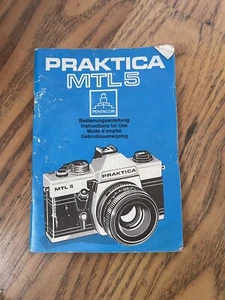 PRAKTICA
MTL5
PENTACON
Bedienungsanleitung
Instructions for Use
Mode d'emploi
Gebruiksaanwijzing
PRAKTICA
MTL 5